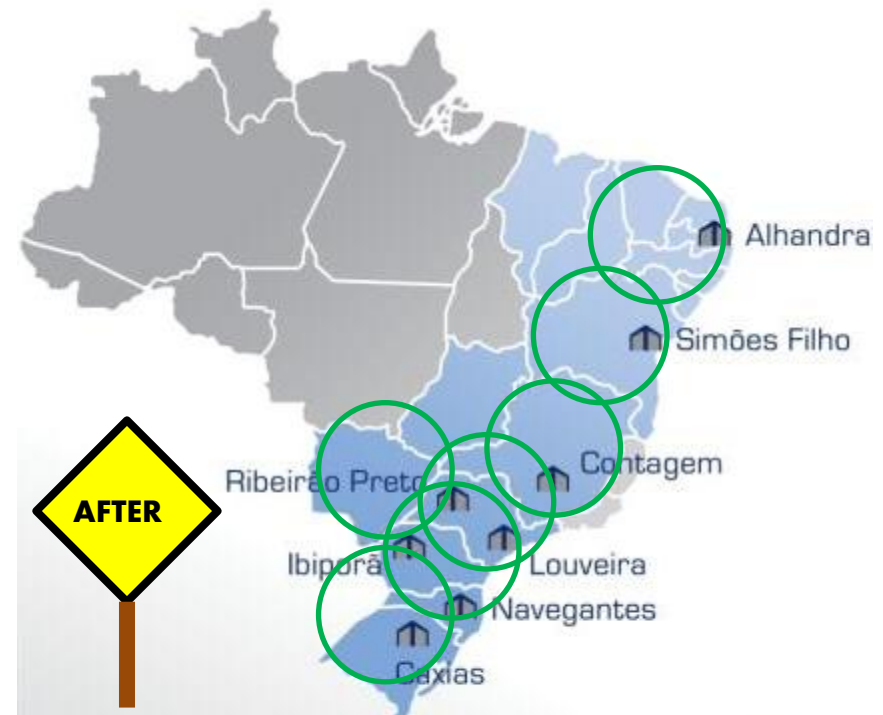 Alhandra
Simões Filho
Contagem
Ribeirão Preto
AFTER
Ibiporã
Louveira
Navegantes
Caxias